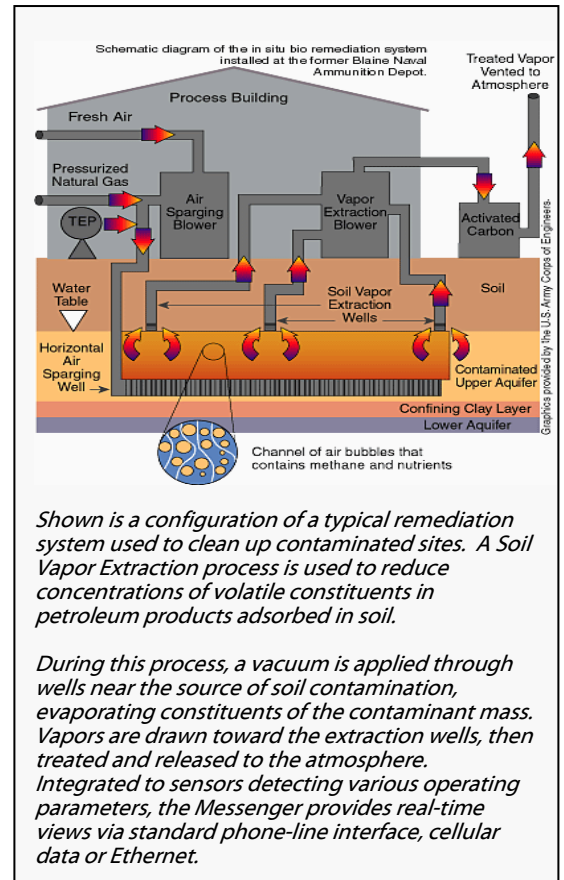 Schematic diagram of the in situ bio remediation system
installed at the former Blaine Naval
Ammunition Depot.
Treated Vapor
Vented to
Atmosphere
Process Building
Fresh Air
Pressurized
Natural Gas
TEP
Air
Sparging
Blower
Vapor
Extraction
Blower
Activated
Carbon
Water
Table
Soil Vapor
Extraction
Wells
Soil
Horizontal
Air
Sparging
Well
Contaminated
Upper Aquifer
Confining Clay Layer
Lower Aquifer
Channel of air bubbles that
contains methane and nutrients
Graphics provided by the U.S. Army Corps of Engineers.
Shown is a configuration of a typical remediation
system used to clean up contaminated sites. A Soil
Vapor Extraction process is used to reduce
concentrations of volatile constituents in
petroleum products adsorbed in soil.
During this process, a vacuum is applied through
wells near the source of soil contamination,
evaporating constituents of the contaminant mass.
Vapors are drawn toward the extraction wells, then
treated and released to the atmosphere.
Integrated to sensors detecting various operating
parameters, the Messenger provides real-time
views via standard phone-line interface, cellular
data or Ethernet.